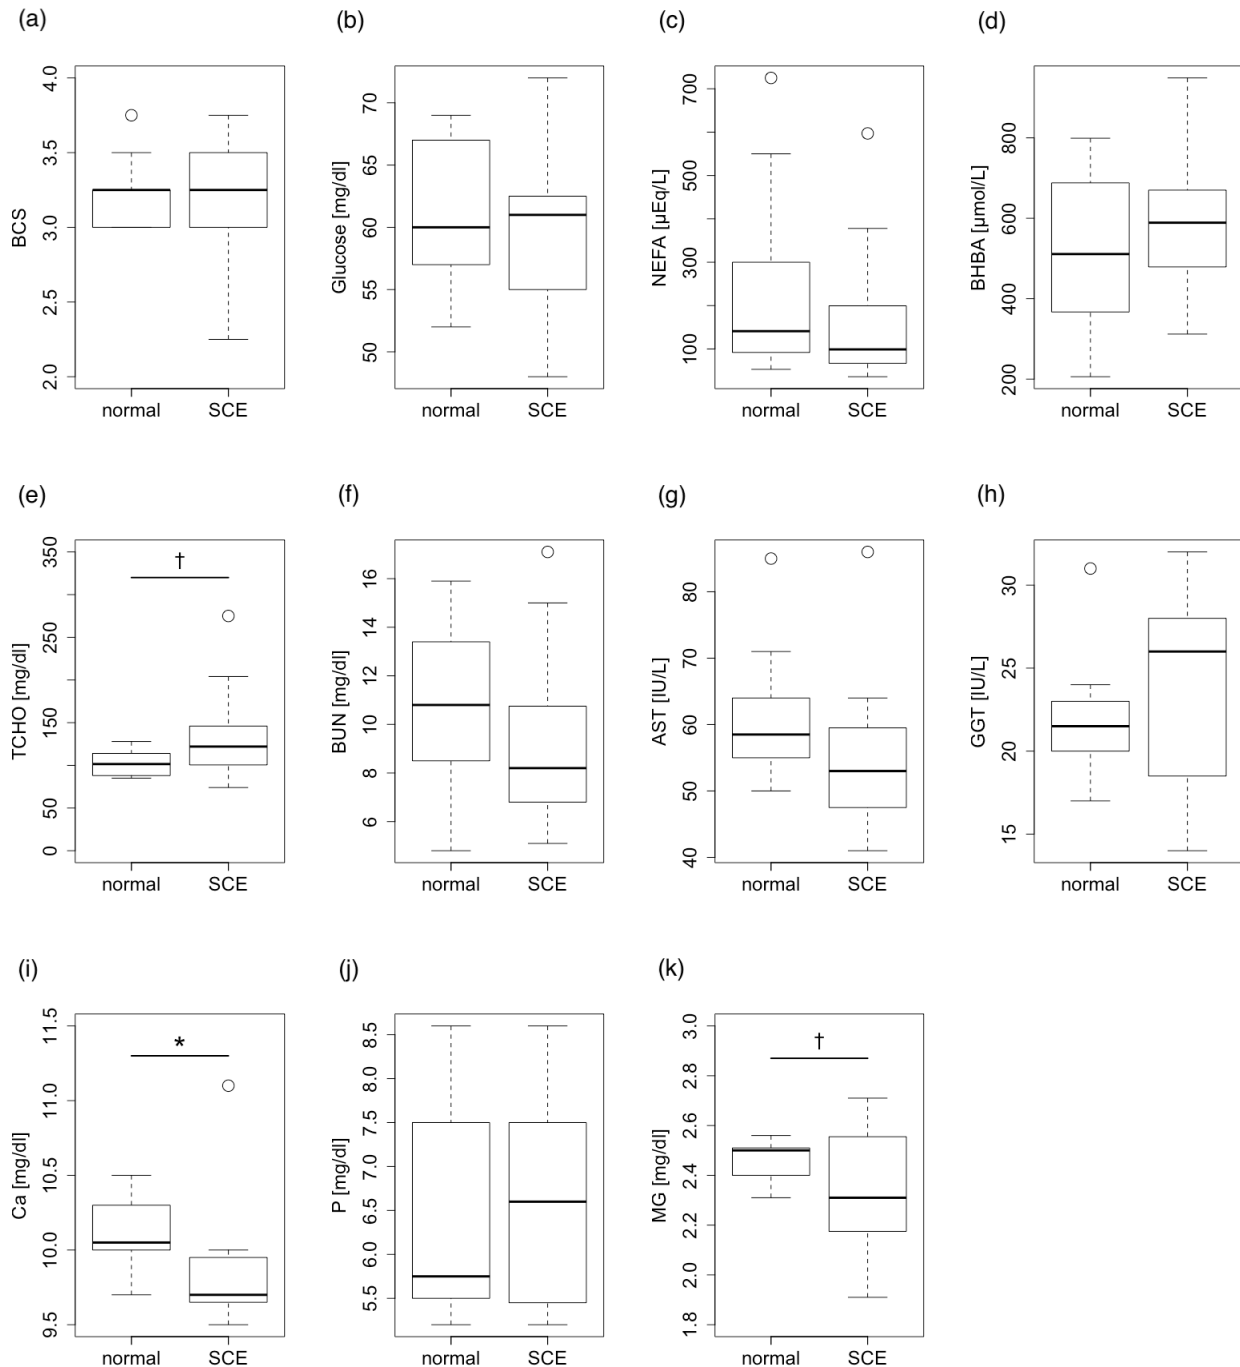 (a) (b) (c) (d)
BCS
2.0 2.5 3.0 3.5 4.0
normal SCE
Glucose [mg/dl]
50 55 60 65 70
normal SCE
NEFA [μEq/L]
100 300 500 700
normal SCE
BHBA [μmol/L]
200 400 600 800
normal SCE
(e) (f) (g) (h)
TCHO [mg/dl]
0 50 150 250 350
†
normal SCE
BUN [mg/dl]
6 8 10 12 14 16
normal SCE
AST [IU/L]
40 50 60 70 80
normal SCE
GGT [IU/L]
15 20 25 30
normal SCE
(i) (j) (k)
Ca [mg/dl]
9.5 10.0 10.5 11.0 11.5
*
normal SCE
P [mg/dl]
5.5 6.0 6.5 7.0 7.5 8.0 8.5
normal SCE
MG [mg/dl]
1.8 2.0 2.2 2.4 2.6 2.8 3.0
†
normal SCE